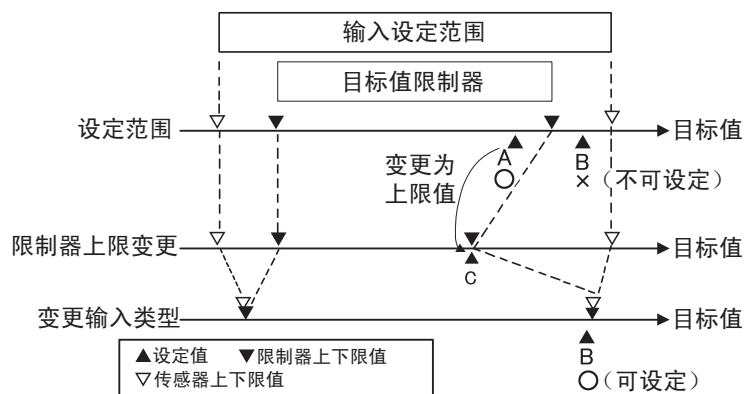 输入设定范围
目标值限制器
设定范围
目标值
变更为
上限值
A
○
B
×（不可设定）
限制器上限变更
目标值
C
变更输入类型
目标值
B
○（可设定）
▲设定值 ▼限制器上下限值
▽传感器上下限值